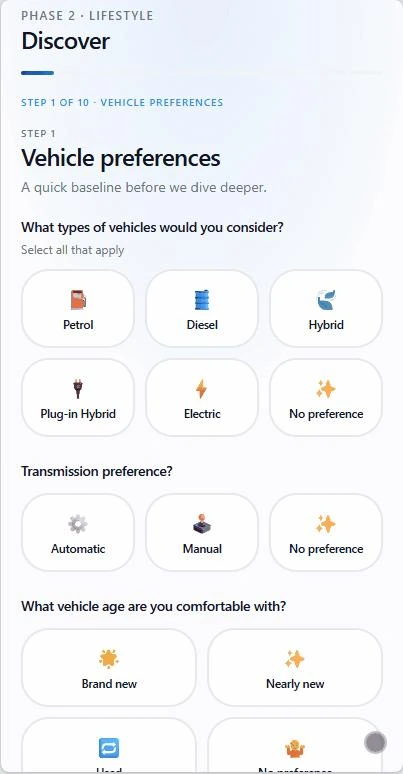 PHASE 2 · LIFESTYLE
Discover
STEP 1 OF 10 · VEHICLE PREFERENCES
STEP 1
Vehicle preferences
A quick baseline before we dive deeper.
What types of vehicles would you consider?
Select all that apply
Petrol
Diesel
Hybrid
Plug-in Hybrid
Electric
No preference
Transmission preference?
Automatic
Manual
No preference
What vehicle age are you comfortable with?
Brand new
Nearly new
Used
No preference